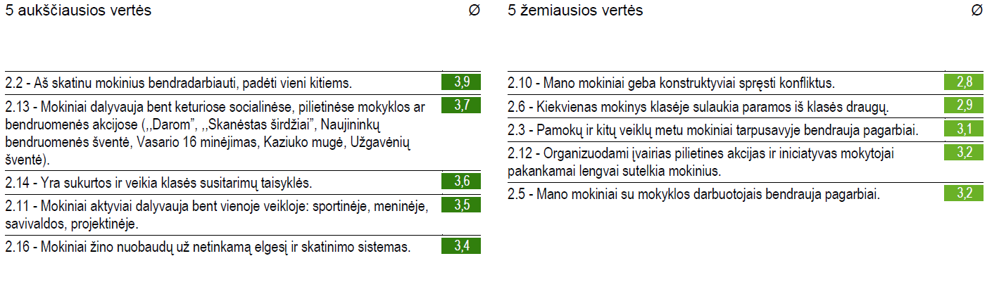 5 aukščiausios vertės Ø
2.2 - Aš skatinu mokinius bendradarbiauti, padėti vieni kitiems. 3,9
2.13 - Mokiniai dalyvauja bent keturiose socialinėse, pilietinėse mokyklos ar 3,7
bendruomenės akcijose (,,Darom”, ,,Skanėstas širdžiai”, Naujininkų
bendruomenės šventė, Vasario 16 minėjimas, Kaziuko mugė, Užgavėnių
šventė).
2.14 - Yra sukurtos ir veikia klasės susitarimų taisyklės. 3,6
2.11 - Mokiniai aktyviai dalyvauja bent vienoje veikloje: sportinėje, meninėje, 3,5
savivaldos, projektinėje.
2.16 - Mokiniai žino nuobaudų už netinkamą elgesį ir skatinimo sistemas. 3,4
5 žemiausios vertės Ø
2.10 - Mano mokiniai geba konstruktyviai spręsti konfliktus. 2,8
2.6 - Kiekvienas mokinys klasėje sulaukia paramos iš klasės draugų. 2,9
2.3 - Pamokų ir kitų veiklų metu mokiniai tarpusavyje bendrauja pagarbiai. 3,1
2.12 - Organizuodami įvairias pilietines akcijas ir iniciatyvas mokytojai 3,2
pakankamai lengvai sutelkia mokinius.
2.5 - Mano mokiniai su mokyklos darbuotojais bendrauja pagarbiai. 3,2